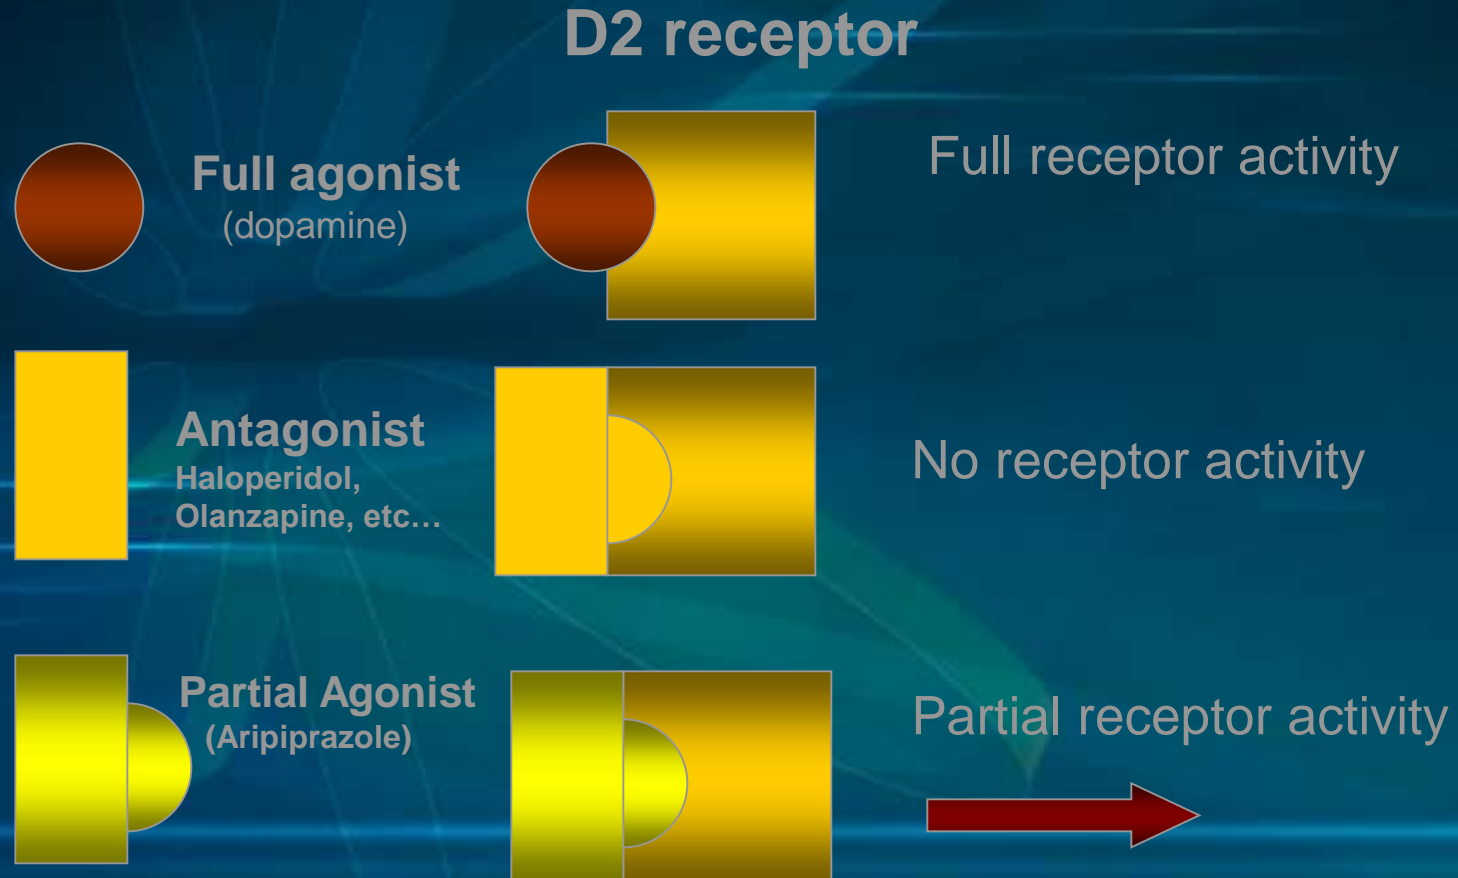 D2 receptor
Full agonist
(dopamine)
Full receptor activity
Antagonist
Haloperidol,
Olanzapine, etc…
No receptor activity
Partial Agonist
(Aripiprazole)
Partial receptor activity